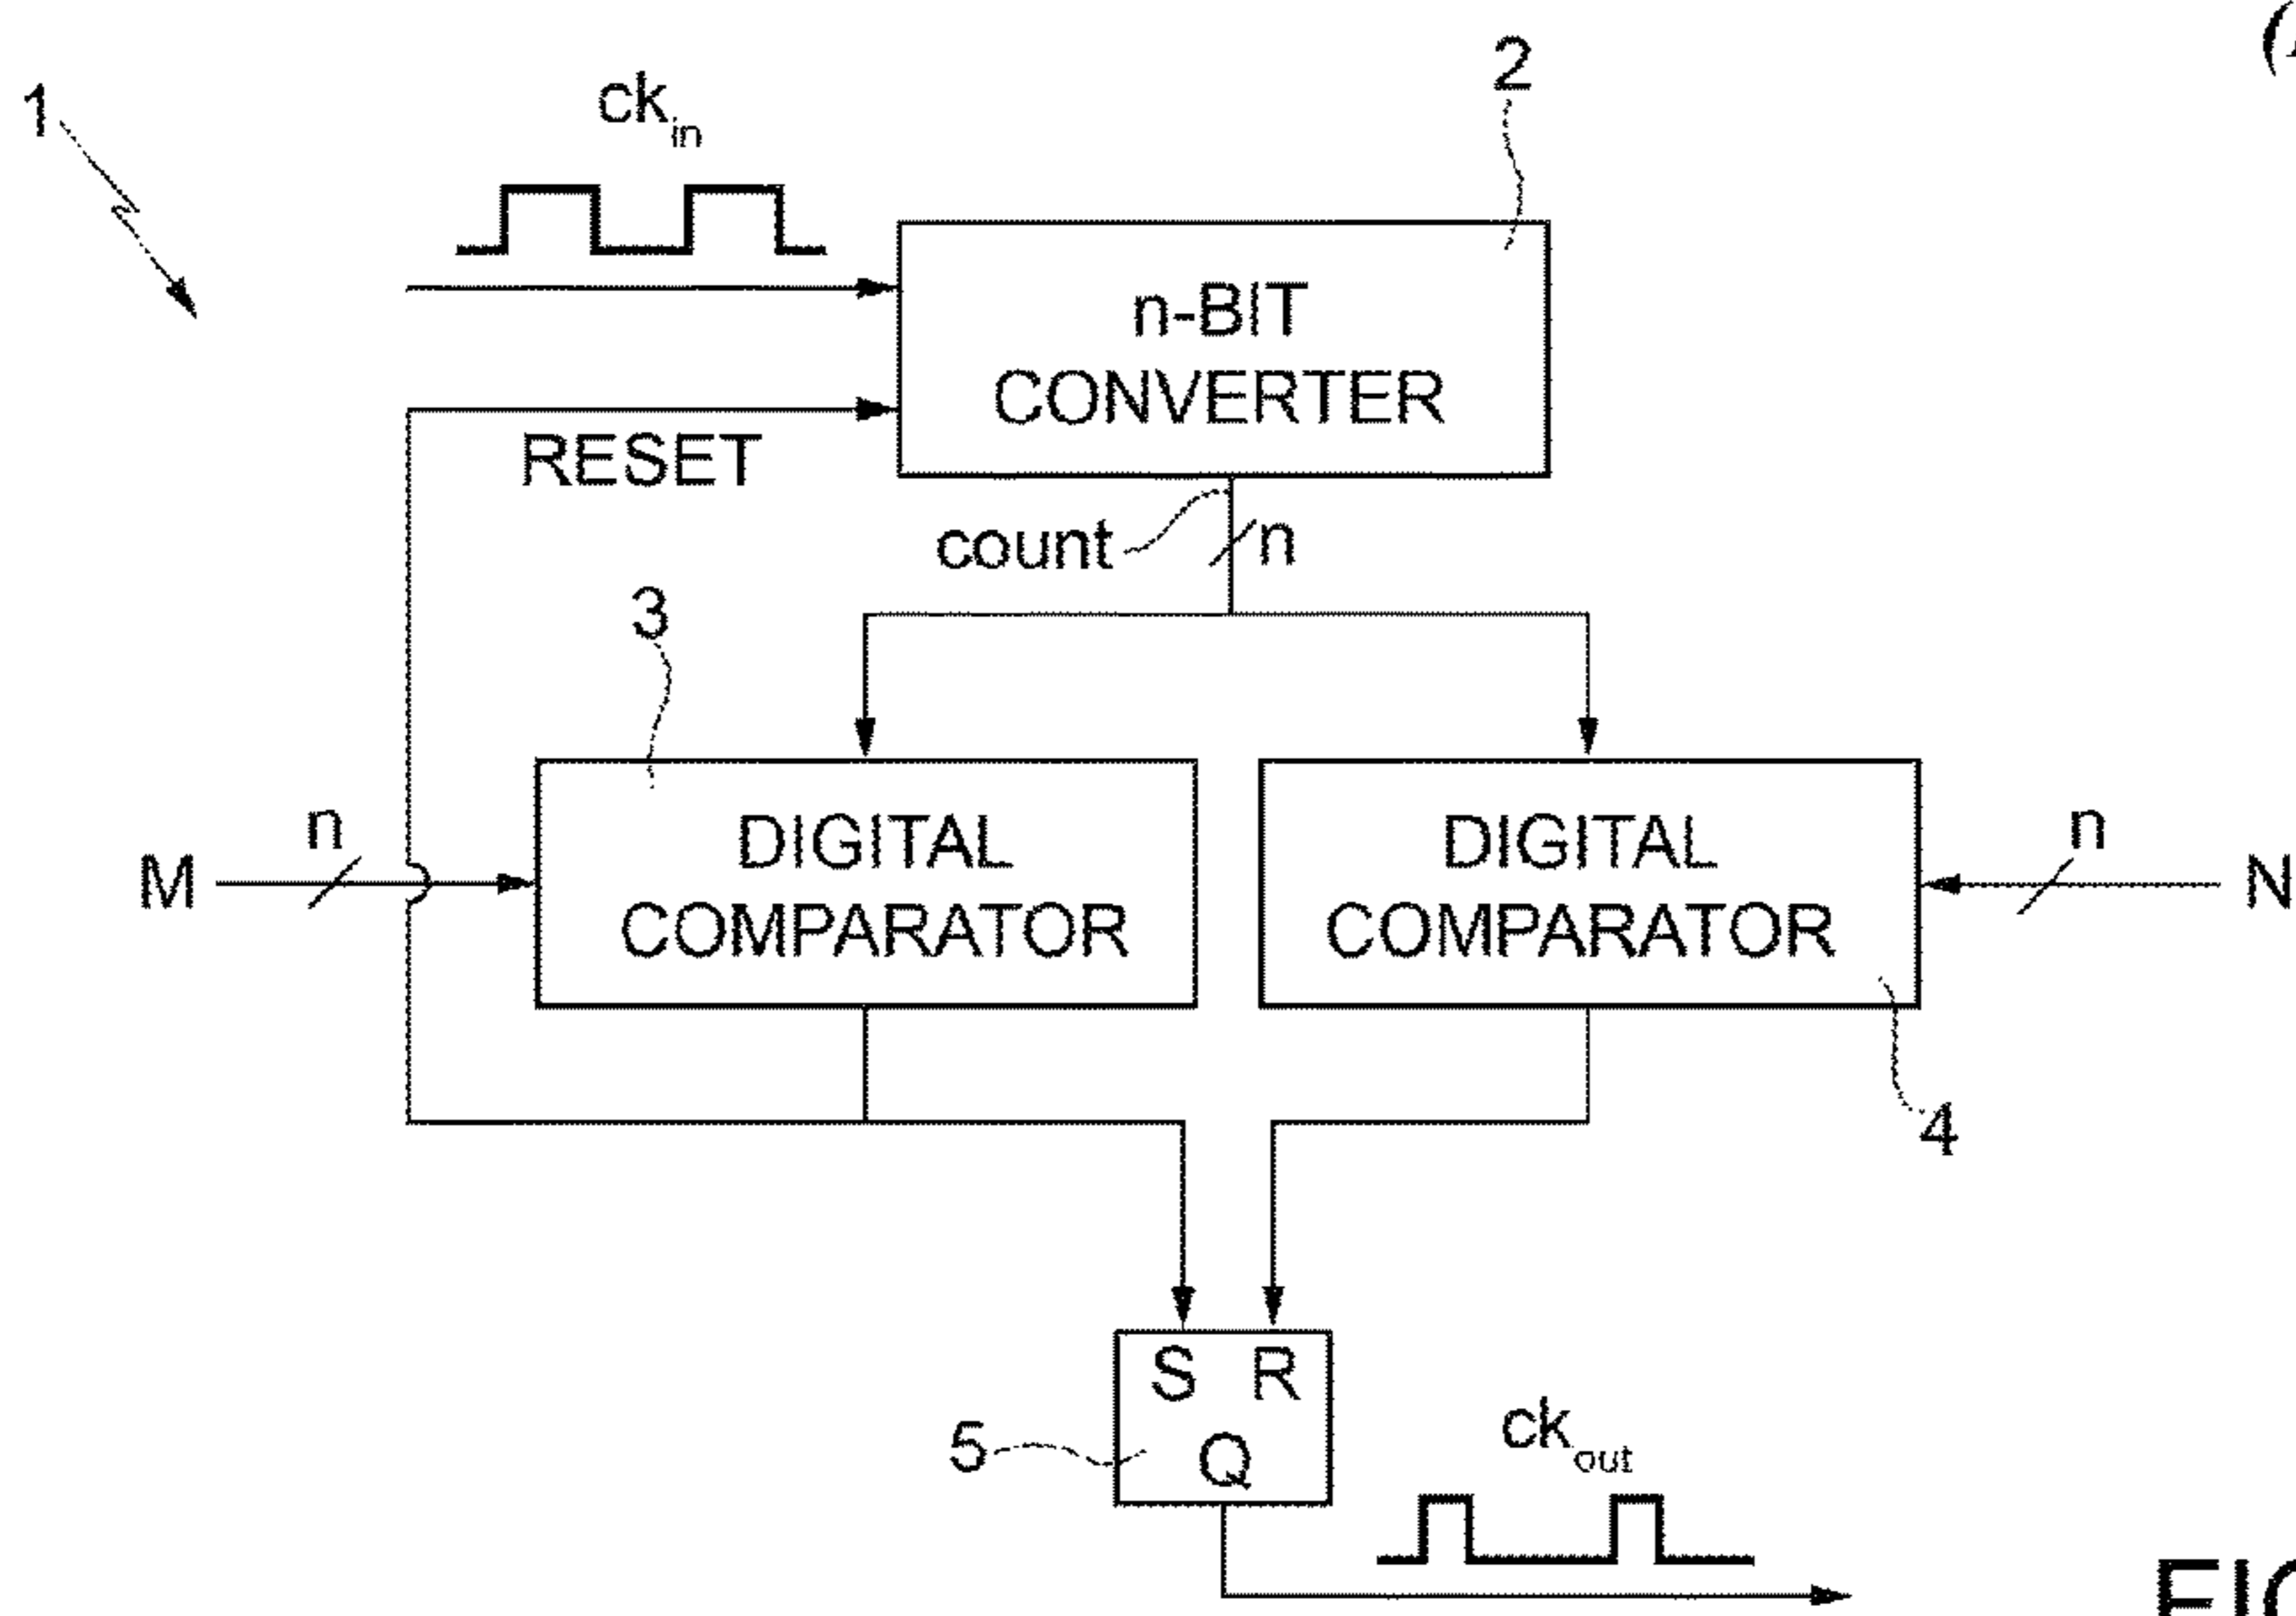 1
ck_in
2
n-BIT
CONVERTER
RESET
count
n
3
DIGITAL
COMPARATOR
DIGITAL
COMPARATOR
M
n
n
N
4
S R
Q
5
ck_out